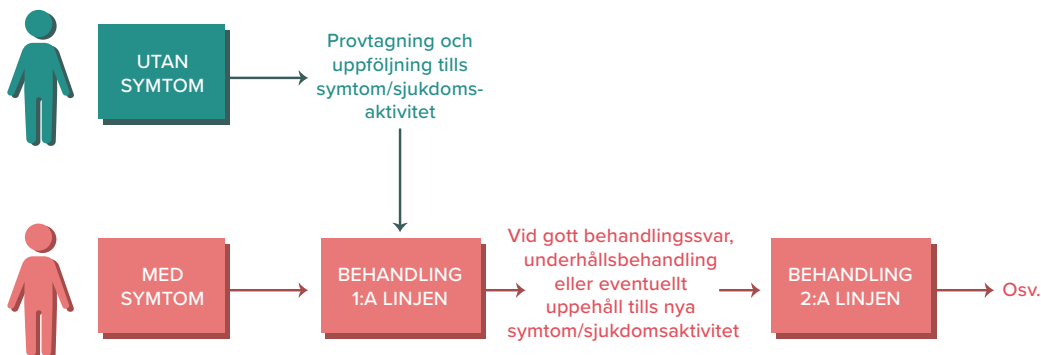 UTAN
SYMTOM
Provtagning och
uppföljning tills
symtom/sjukdoms-
aktivitet
MED
SYMTOM
BEHANDLING
1:A LINJEN
Vid gott behandlingssvar,
underhållsbehandling
eller eventuellt
uppehåll tills nya
symtom/sjukdomsaktivitet
BEHANDLING
2:A LINJEN
Osv.